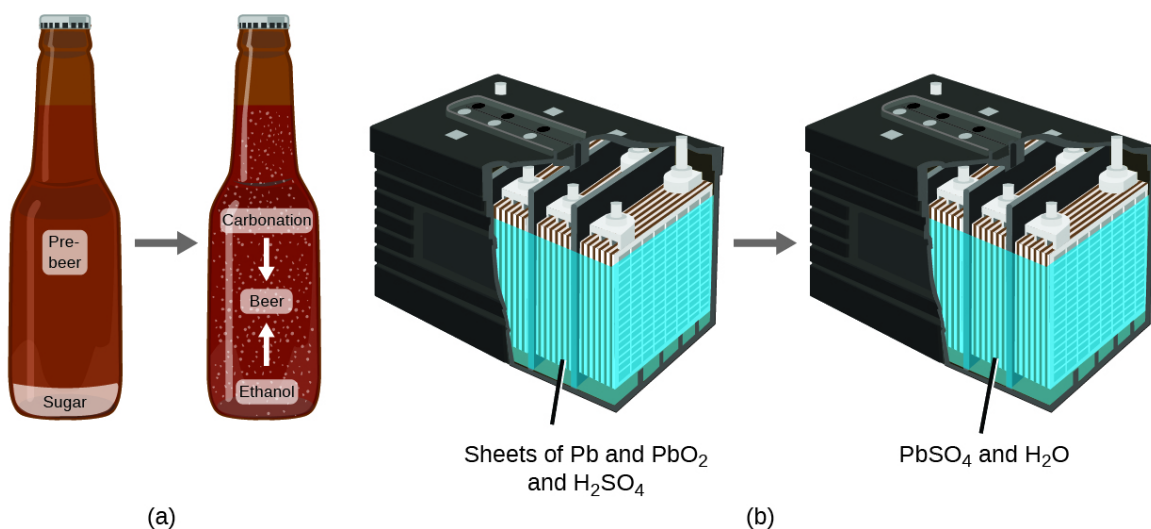 Pre-
beer
Sugar
Carbonation
Beer
Ethanol
Sheets of Pb and PbO₂
and H₂SO₄
PbSO₄ and H₂O
(a)
(b)